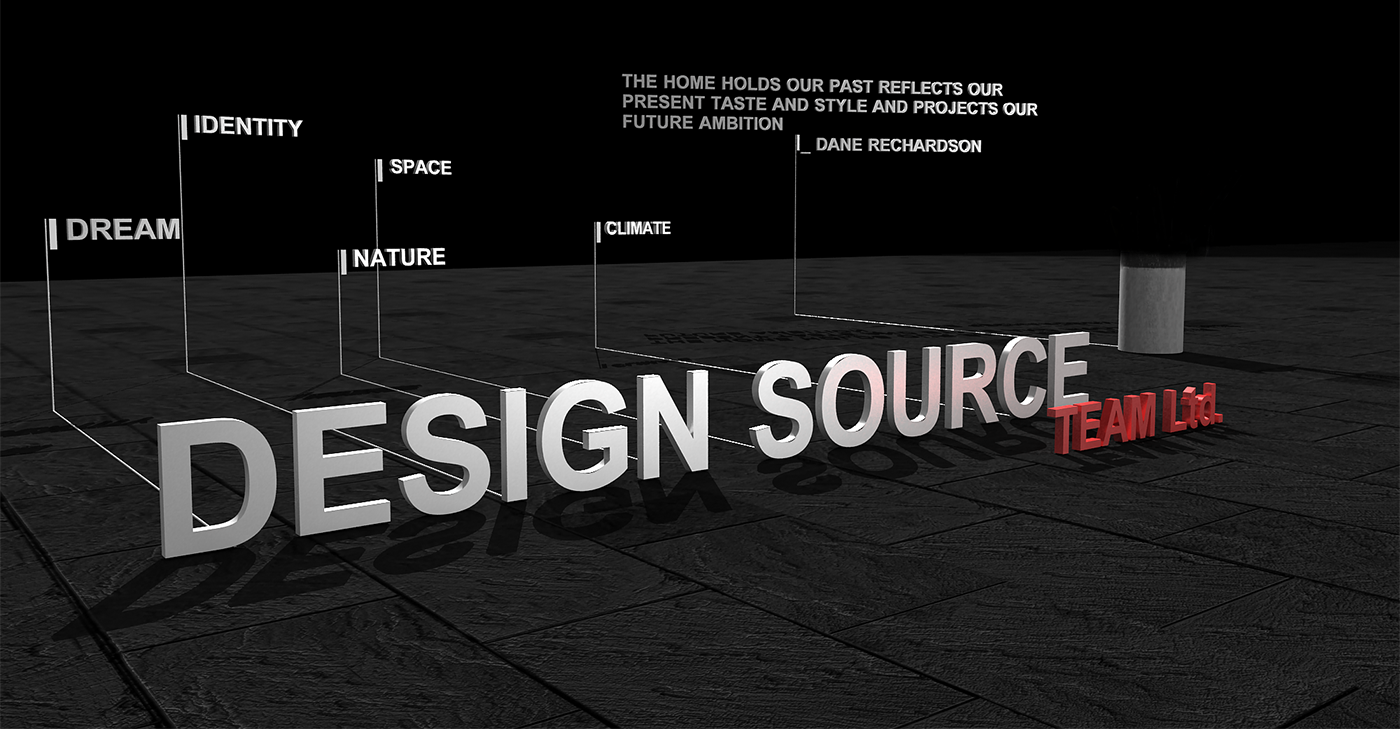 THE HOME HOLDS OUR PAST REFLECTS OUR
PRESENT TASTE AND STYLE AND PROJECTS OUR
FUTURE AMBITION
|_ DANE RECHARDSON
IDENTITY
SPACE
DREAM
CLIMATE
NATURE
DESIGN SOURCE
TEAM Ltd.